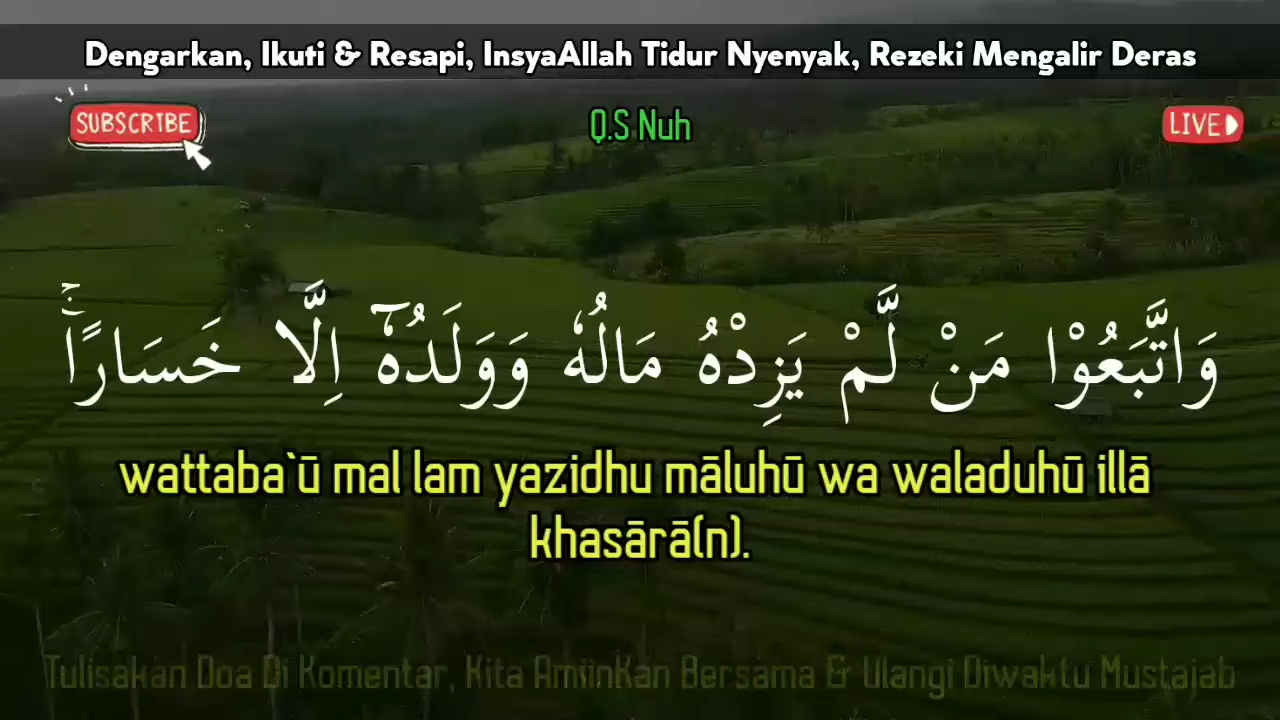 Dengarkan, Ikuti & Resapi, InsyaAllah Tidur Nyenyak, Rezeki Mengalir Deras
SUBSCRIBE
Q.S Nuh
LIVE
وَاتَّبَعُوْا مَنْ لَّمْ يَزِدْهُ مَالُهٗ وَوَلَدُهٗٓ اِلَّا خَسَارًاۚ
wattaba`ū mal lam yazidhu māluhū wa waladuhū illā
khasārā(n).
Tulisakan Doa Di Komentar, Kita AmiinKan Bersama & Ulangi Diwaktu Mustajab